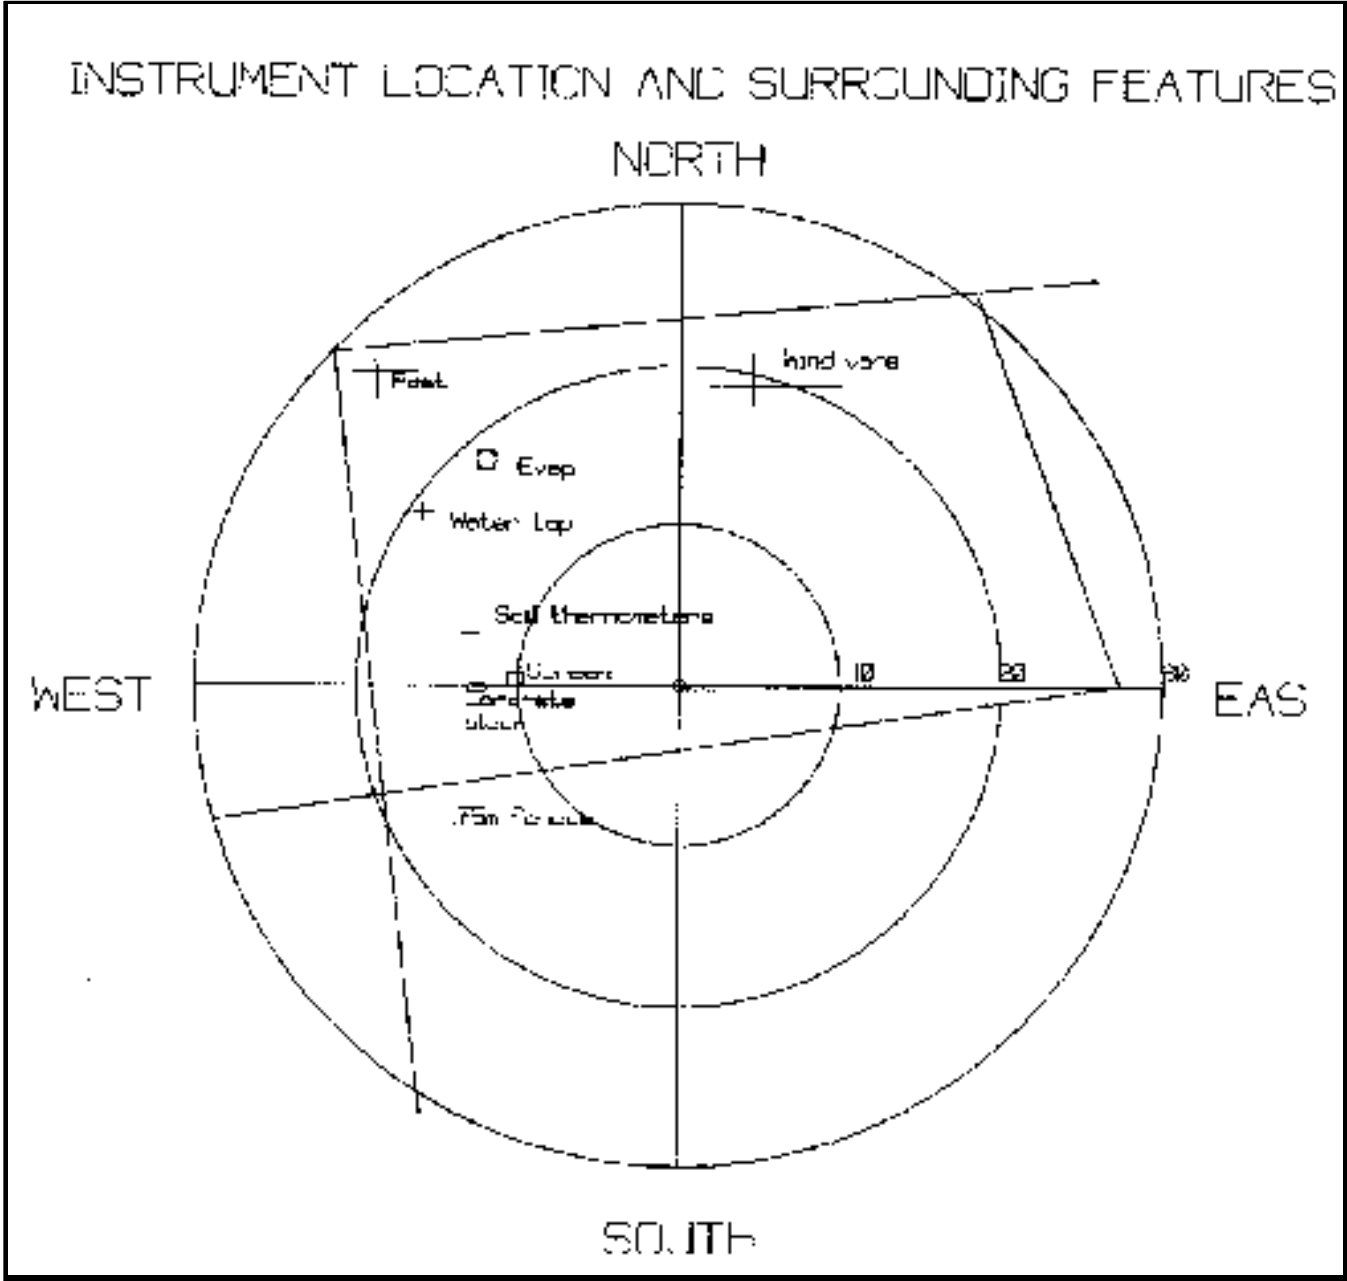 INSTRUMENT LOCATION AND SURROUNDING FEATURES
NORTH
Wind vane
Post
Evap
Water tap
Soil thermometers
Screen
10
20
30
WEST
EAS
Concrete
SOUTH